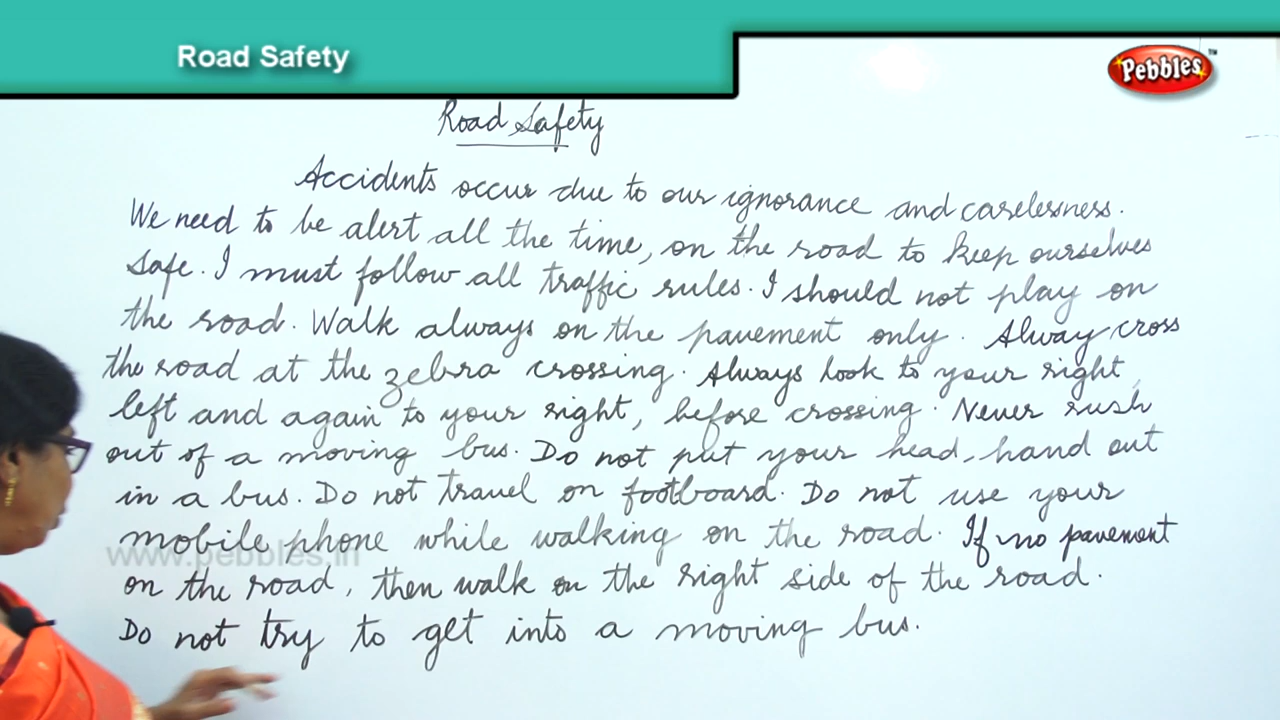 Road Safety
Pebbles™
Road Safety
Accidents occur due to our ignorance and carelessness.
We need to be alert all the time, on the road to keep ourselves
safe. I must follow all traffic rules. I should not play on
the road. Walk always on the pavement only. Alway cross
the road at the zebra crossing. Always look to your right,
left and again to your right, before crossing. Never rush
out of a moving bus. Do not put your head, hand out
in a bus. Do not travel on footboard. Do not use your
mobile phone while walking on the road. If no pavement
www.pebbles.in
on the road, then walk on the right side of the road.
Do not try to get into a moving bus.